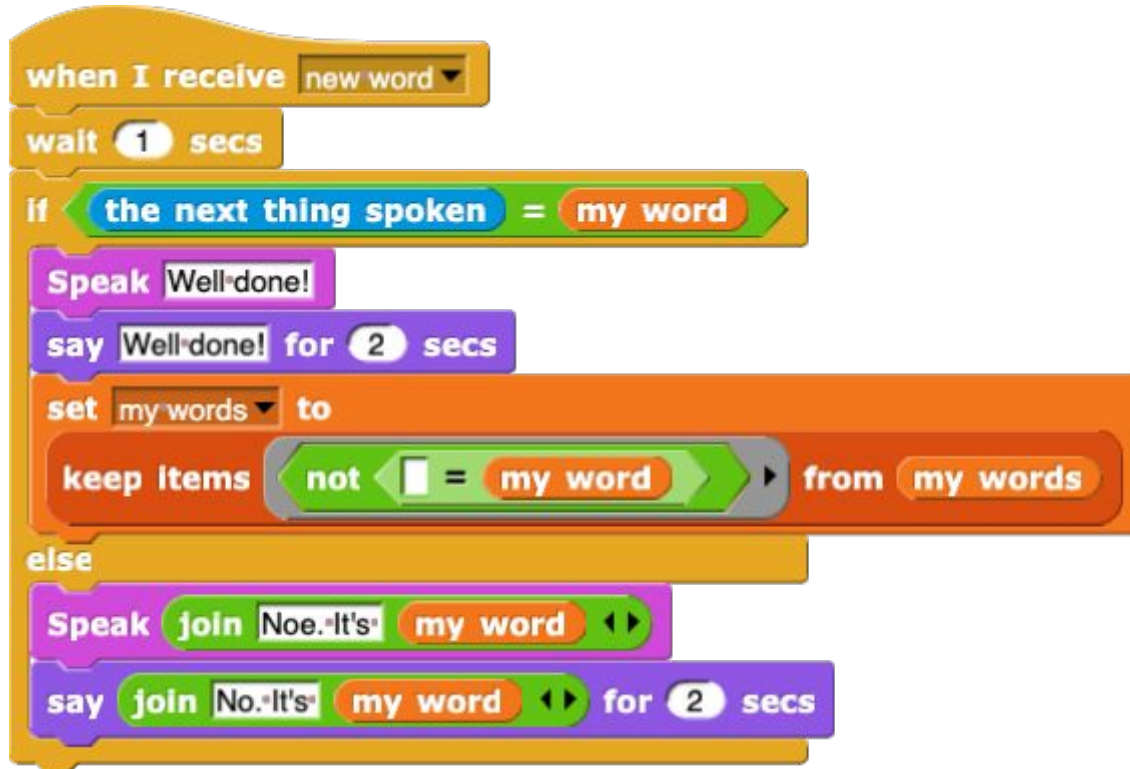 when I receive new word
wait 1 secs
if the next thing spoken = my word
Speak Well done!
say Well done! for 2 secs
set my words to
keep items not = my word from my words
else
Speak join Noe. It's my word
say join No. It's my word for 2 secs